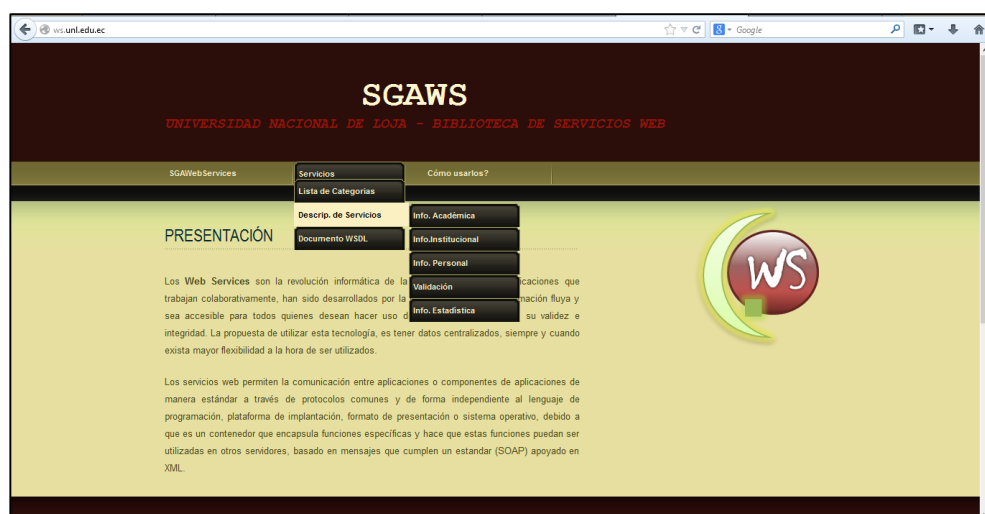 ws.unl.edu.ec
Google
SGAWS
UNIVERSIDAD NACIONAL DE LOJA - BIBLIOTECA DE SERVICIOS WEB
SGAWebServices
Servicios
Cómo usarlos?
Lista de Categorias
Descrip. de Servicios
Documento WSDL
Info. Académica
Info.Institucional
Info. Personal
Validación
Info. Estadística
PRESENTACIÓN
Los Web Services son la revolución informática de la icaciones que
trabajan colaborativamente, han sido desarrollados por la mación fluya y
sea accesible para todos quienes desean hacer uso d su validez e
integridad. La propuesta de utilizar esta tecnología, es tener datos centralizados, siempre y cuando
exista mayor flexibilidad a la hora de ser utilizados.
Los servicios web permiten la comunicación entre aplicaciones o componentes de aplicaciones de
manera estándar a través de protocolos comunes y de forma independiente al lenguaje de
programación, plataforma de implantación, formato de presentación o sistema operativo, debido a
que es un contenedor que encapsula funciones específicas y hace que estas funciones puedan ser
utilizadas en otros servidores, basado en mensajes que cumplen un estandar (SOAP) apoyado en
XML.
WS